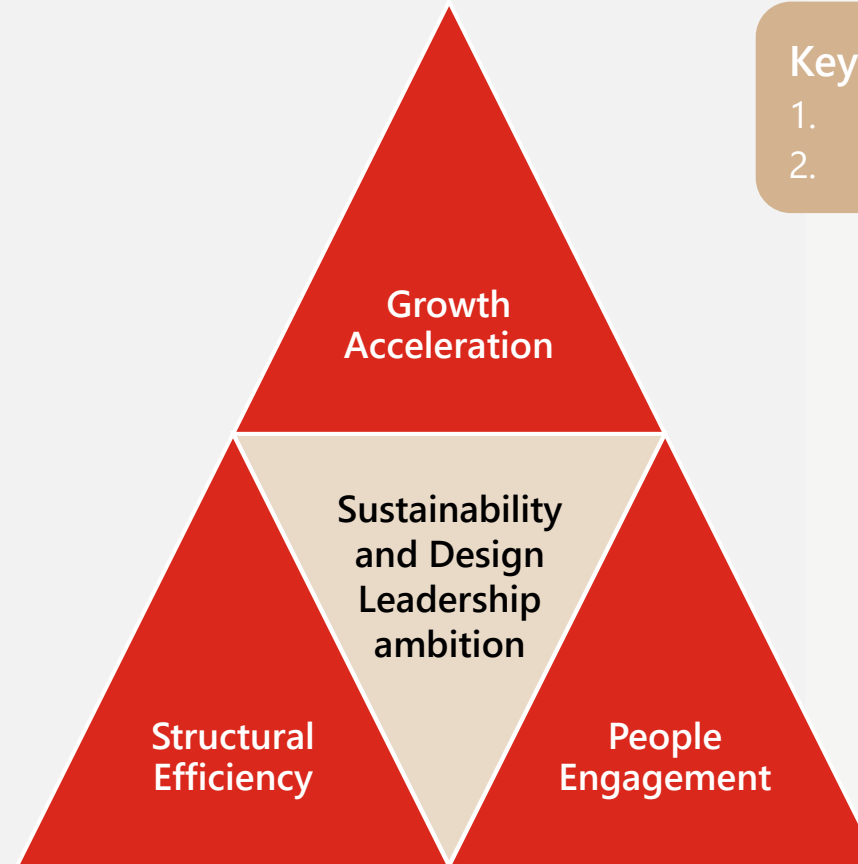 Key
1.
2.
Growth
Acceleration
Sustainability
and Design
Leadership
ambition
Structural
Efficiency
People
Engagement